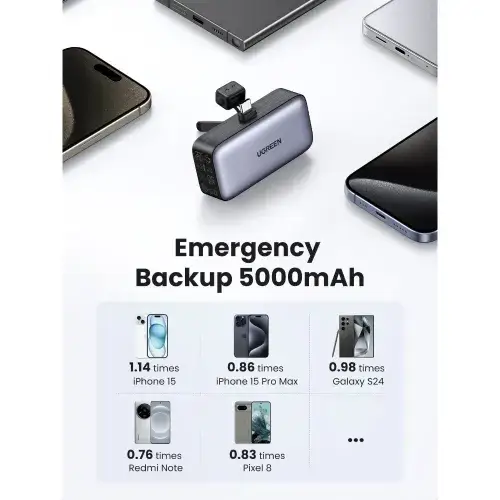 UGREEN
Emergency
Backup 5000mAh
1.14 times
iPhone 15
0.86 times
iPhone 15 Pro Max
0.98 times
Galaxy S24
0.76 times
Redmi Note
0.83 times
Pixel 8
•••